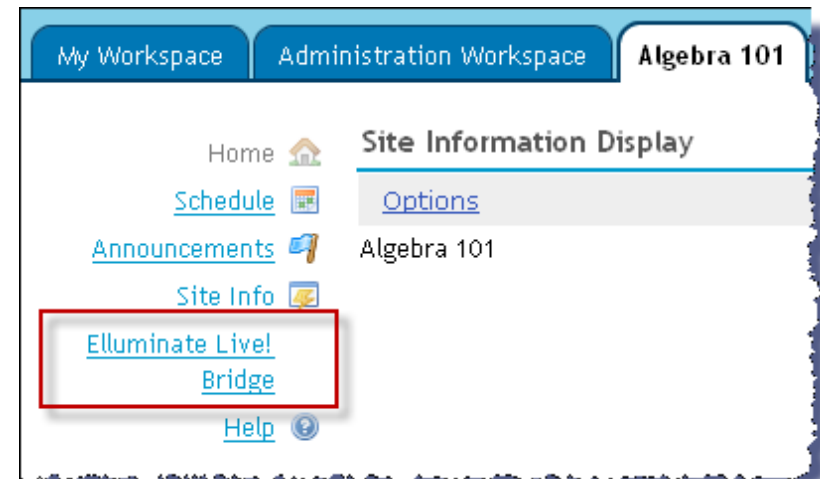 My Workspace
Administration Workspace
Algebra 101
Home
Schedule
Announcements
Site Info
Elluminate Live!
Bridge
Help
Site Information Display
Options
Algebra 101